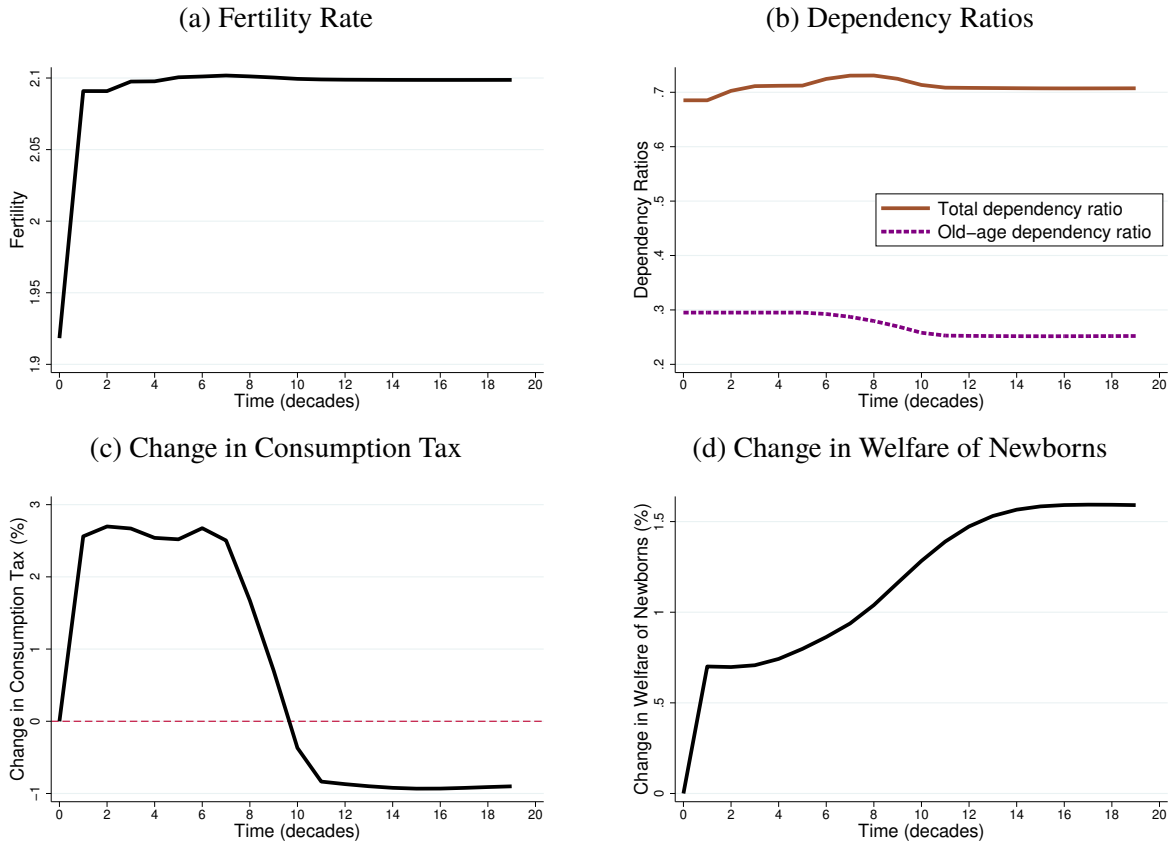 (a) Fertility Rate
Fertility
2.1
2.05
2
1.95
1.9
0 2 4 6 8 10 12 14 16 18 20
Time (decades)
(b) Dependency Ratios
Dependency Ratios
.7
.6
.5
.4
.3
.2
Total dependency ratio
Old−age dependency ratio
0 2 4 6 8 10 12 14 16 18 20
Time (decades)
(c) Change in Consumption Tax
Change in Consumption Tax (%)
3
2
1
0
−1
0 2 4 6 8 10 12 14 16 18 20
Time (decades)
(d) Change in Welfare of Newborns
Change in Welfare of Newborns (%)
1.5
1
.5
0
0 2 4 6 8 10 12 14 16 18 20
Time (decades)